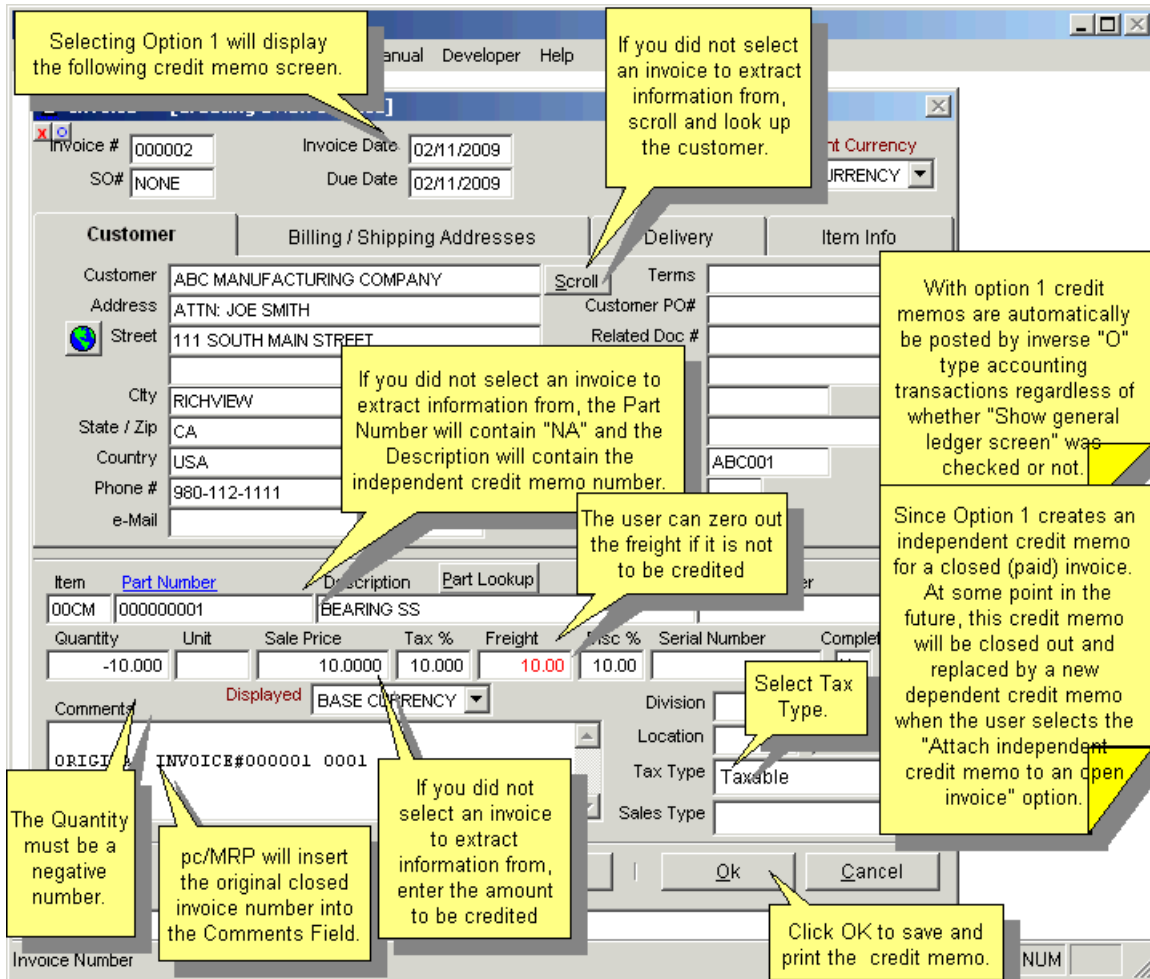 Selecting Option 1 will display
the following credit memo screen.
Developer Help
If you did not select
an invoice to extract
information from,
scroll and look up
the customer.
Invoice # 000002
Invoice Date 02/11/2009
Currency
SO# NONE
Due Date 02/11/2009
Customer
Billing / Shipping Addresses
Delivery
Item Info
Customer ABC MANUFACTURING COMPANY
Scroll
Terms
Address ATTN: JOE SMITH
Customer PO#
Street 111 SOUTH MAIN STREET
Related Doc #
City RICHVIEW
State / Zip CA
Country USA
ABC001
Phone # 980-112-1111
e-Mail
With option 1 credit
memos are automatically
be posted by inverse "O"
type accounting
transactions regardless of
whether "Show general
ledger screen" was
checked or not.
If you did not select an invoice to
extract information from, the Part
Number will contain "NA" and the
Description will contain the
independent credit memo number.
The user can zero out
the freight if it is not
to be credited
Since Option 1 creates an
independent credit memo
for a closed (paid) invoice.
At some point in the
future, this credit memo
will be closed out and
replaced by a new
dependent credit memo
when the user selects the
"Attach independent
credit memo to an open
invoice" option.
Item Part Number Description Part Lookup
00CM 000000001 BEARING SS
Quantity Unit Sale Price Tax % Freight Disc % Serial Number
-10.000 10.0000 10.000 10.00 10.00
Displayed BASE CURRENCY
Comments
Division
Location
Tax Type Taxable
Sales Type
Select Tax
Type.
ORIGINAL INVOICE#000001 0001
The Quantity
must be a
negative
number.
pc/MRP will insert
the original closed
invoice number into
the Comments Field.
If you did not
select an invoice
to extract
information from,
enter the amount
to be credited
Ok
Cancel
Click OK to save and
print the credit memo.
Invoice Number
NUM